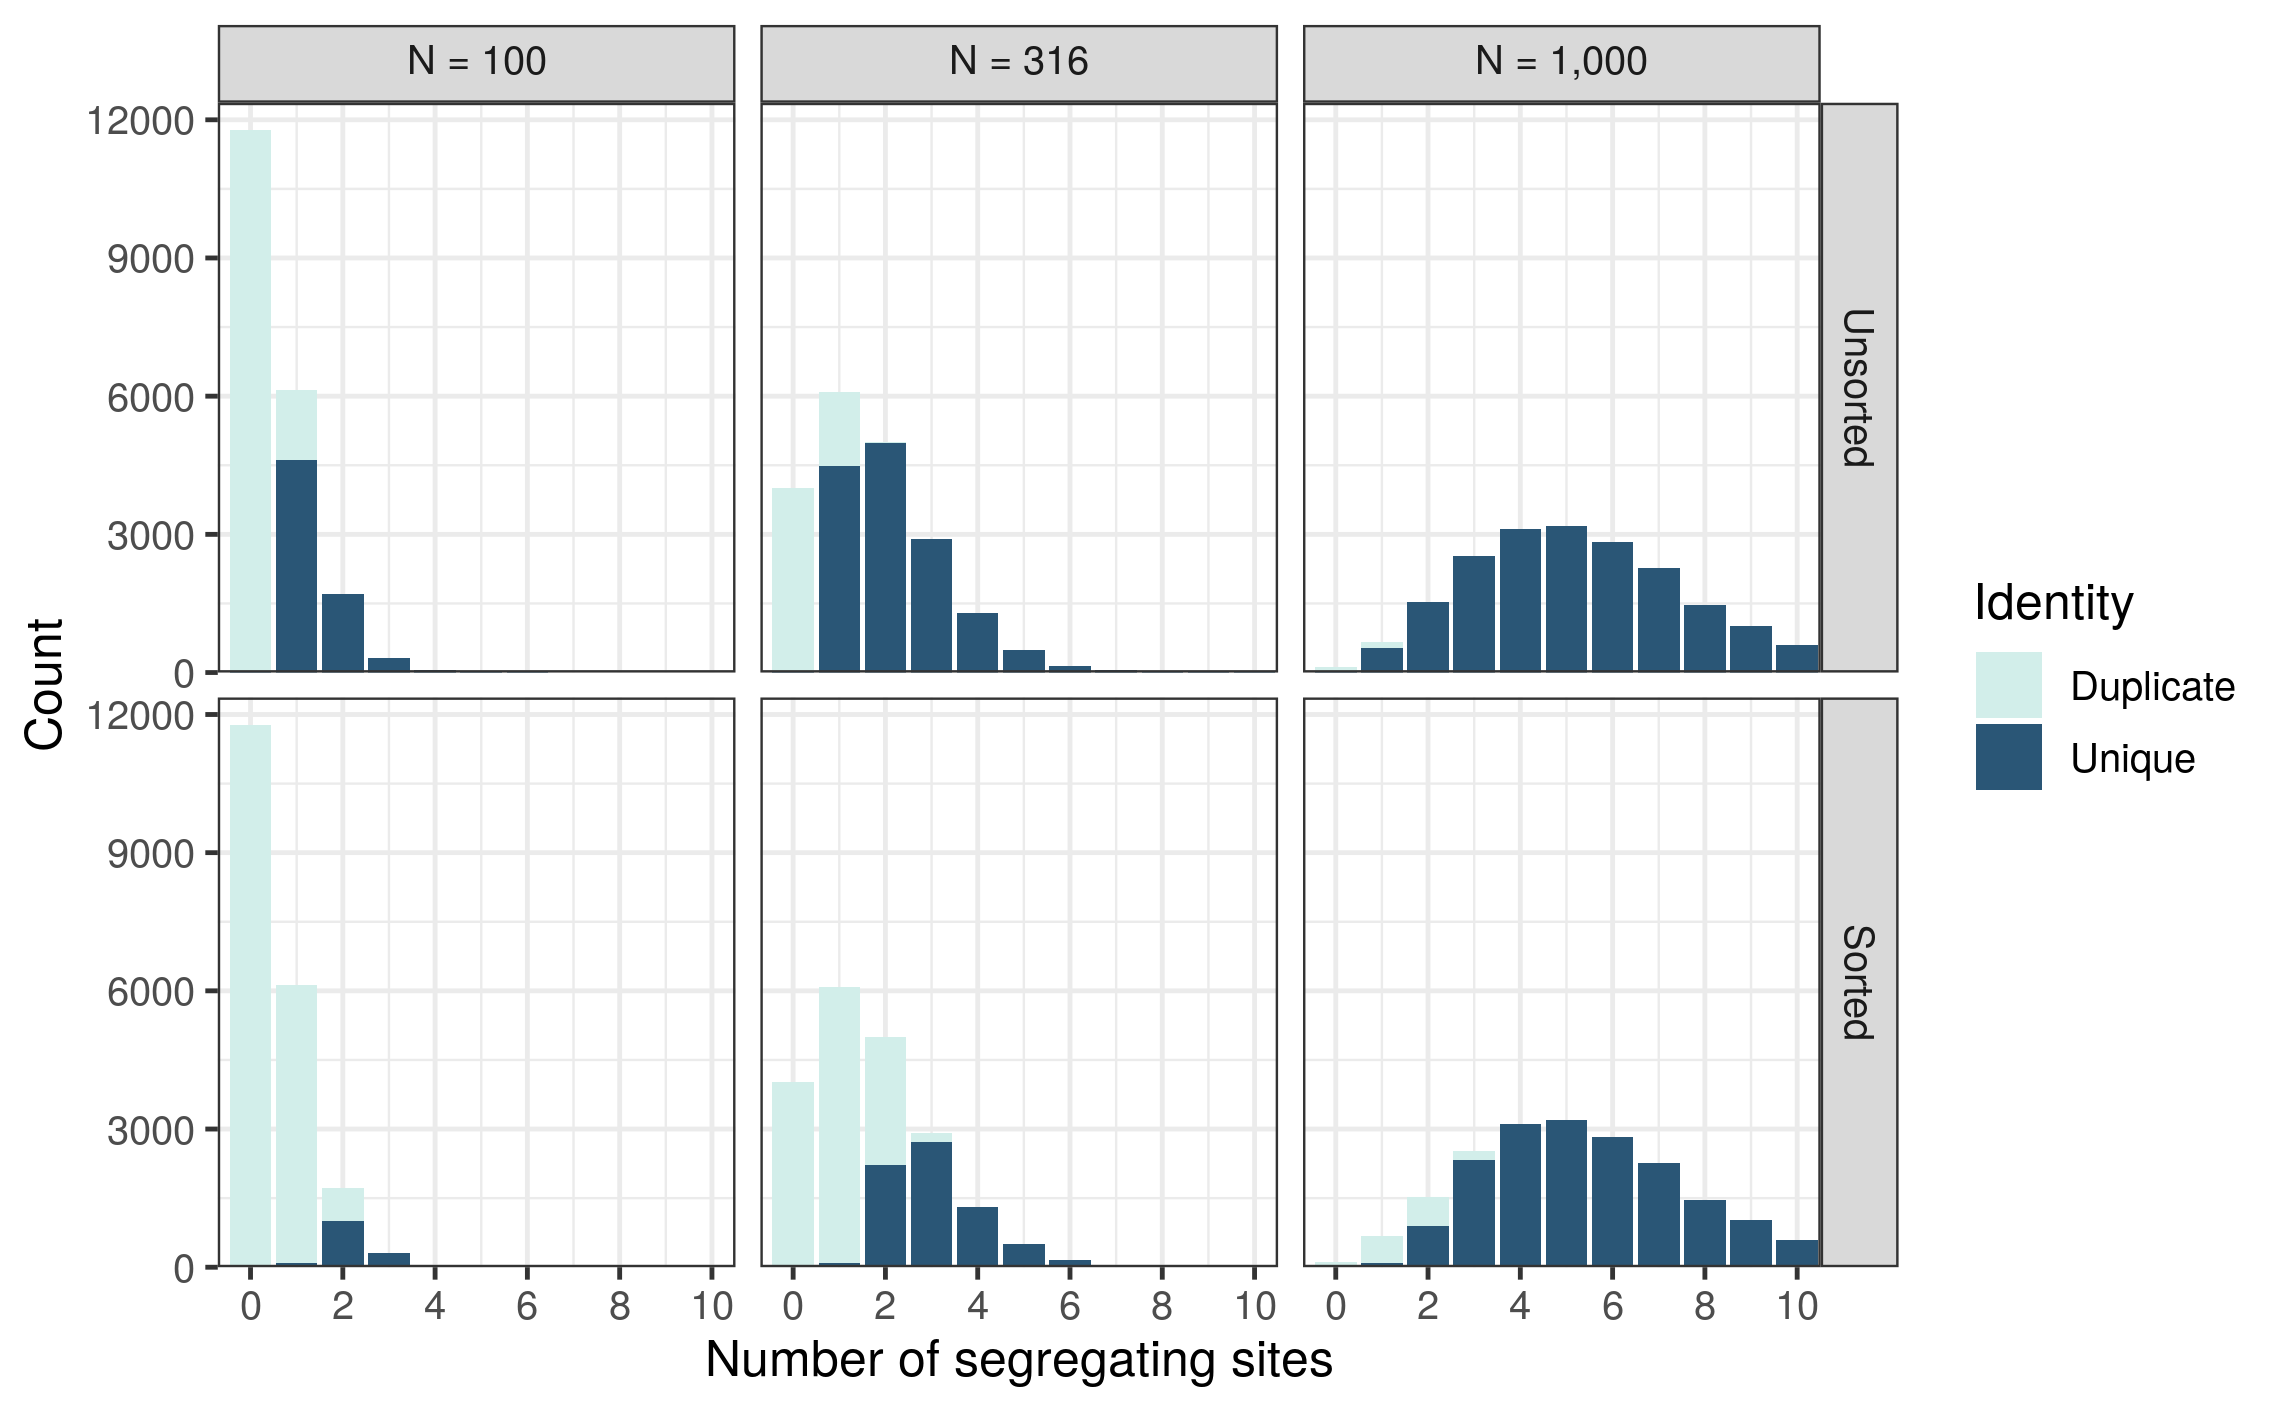 N = 100
N = 316
N = 1,000
12000
9000
6000
3000
0
Unsorted
12000
9000
6000
3000
0
Sorted
0 2 4 6 8 10
0 2 4 6 8 10
0 2 4 6 8 10
Number of segregating sites
Count
Identity
Duplicate
Unique